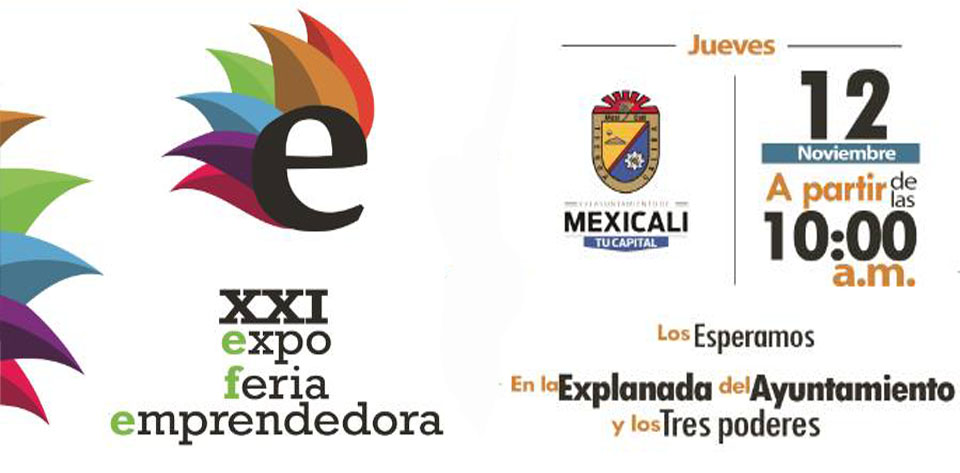 e
XXI
expo
feria
emprendedora
Jueves
12
Noviembre
A partir de las
10:00
a.m.
XXI AYUNTAMIENTO DE
MEXICALI
TU CAPITAL
Los Esperamos
En la Explanada del Ayuntamiento
y los Tres poderes